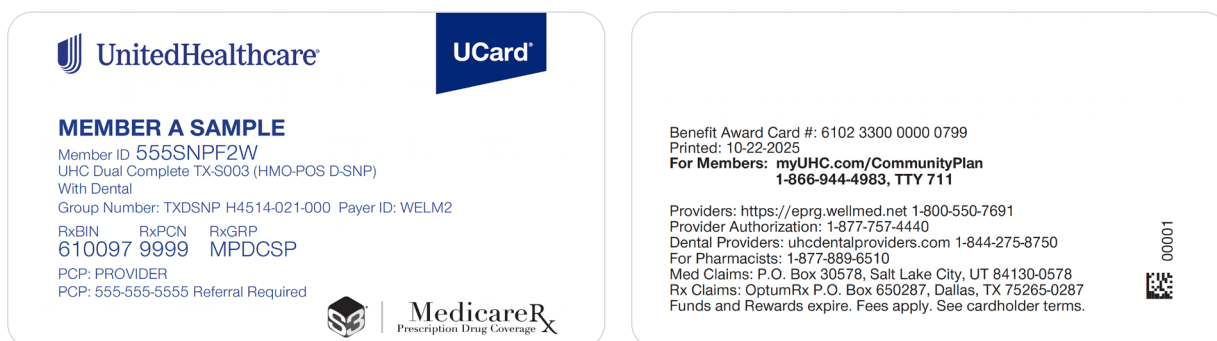 UnitedHealthcare®
UCard®
MEMBER A SAMPLE
Member ID 555SNPF2W
UHC Dual Complete TX-S003 (HMO-POS D-SNP)
With Dental
Group Number: TXDSNP H4514-021-000 Payer ID: WELM2
RxBIN RxPCN RxGRP
610097 9999 MPDCSP
PCP: PROVIDER
PCP: 555-555-5555 Referral Required
S3
MedicareRx
Prescription Drug Coverage
Benefit Award Card #: 6102 3300 0000 0799
Printed: 10-22-2025
For Members: myUHC.com/CommunityPlan
1-866-944-4983, TTY 711
Providers: https://eprg.wellmed.net 1-800-550-7691
Provider Authorization: 1-877-757-4440
Dental Providers: uhcdentalproviders.com 1-844-275-8750
For Pharmacists: 1-877-889-6510
Med Claims: P.O. Box 30578, Salt Lake City, UT 84130-0578
Rx Claims: OptumRx P.O. Box 650287, Dallas, TX 75265-0287
Funds and Rewards expire. Fees apply. See cardholder terms.
00001